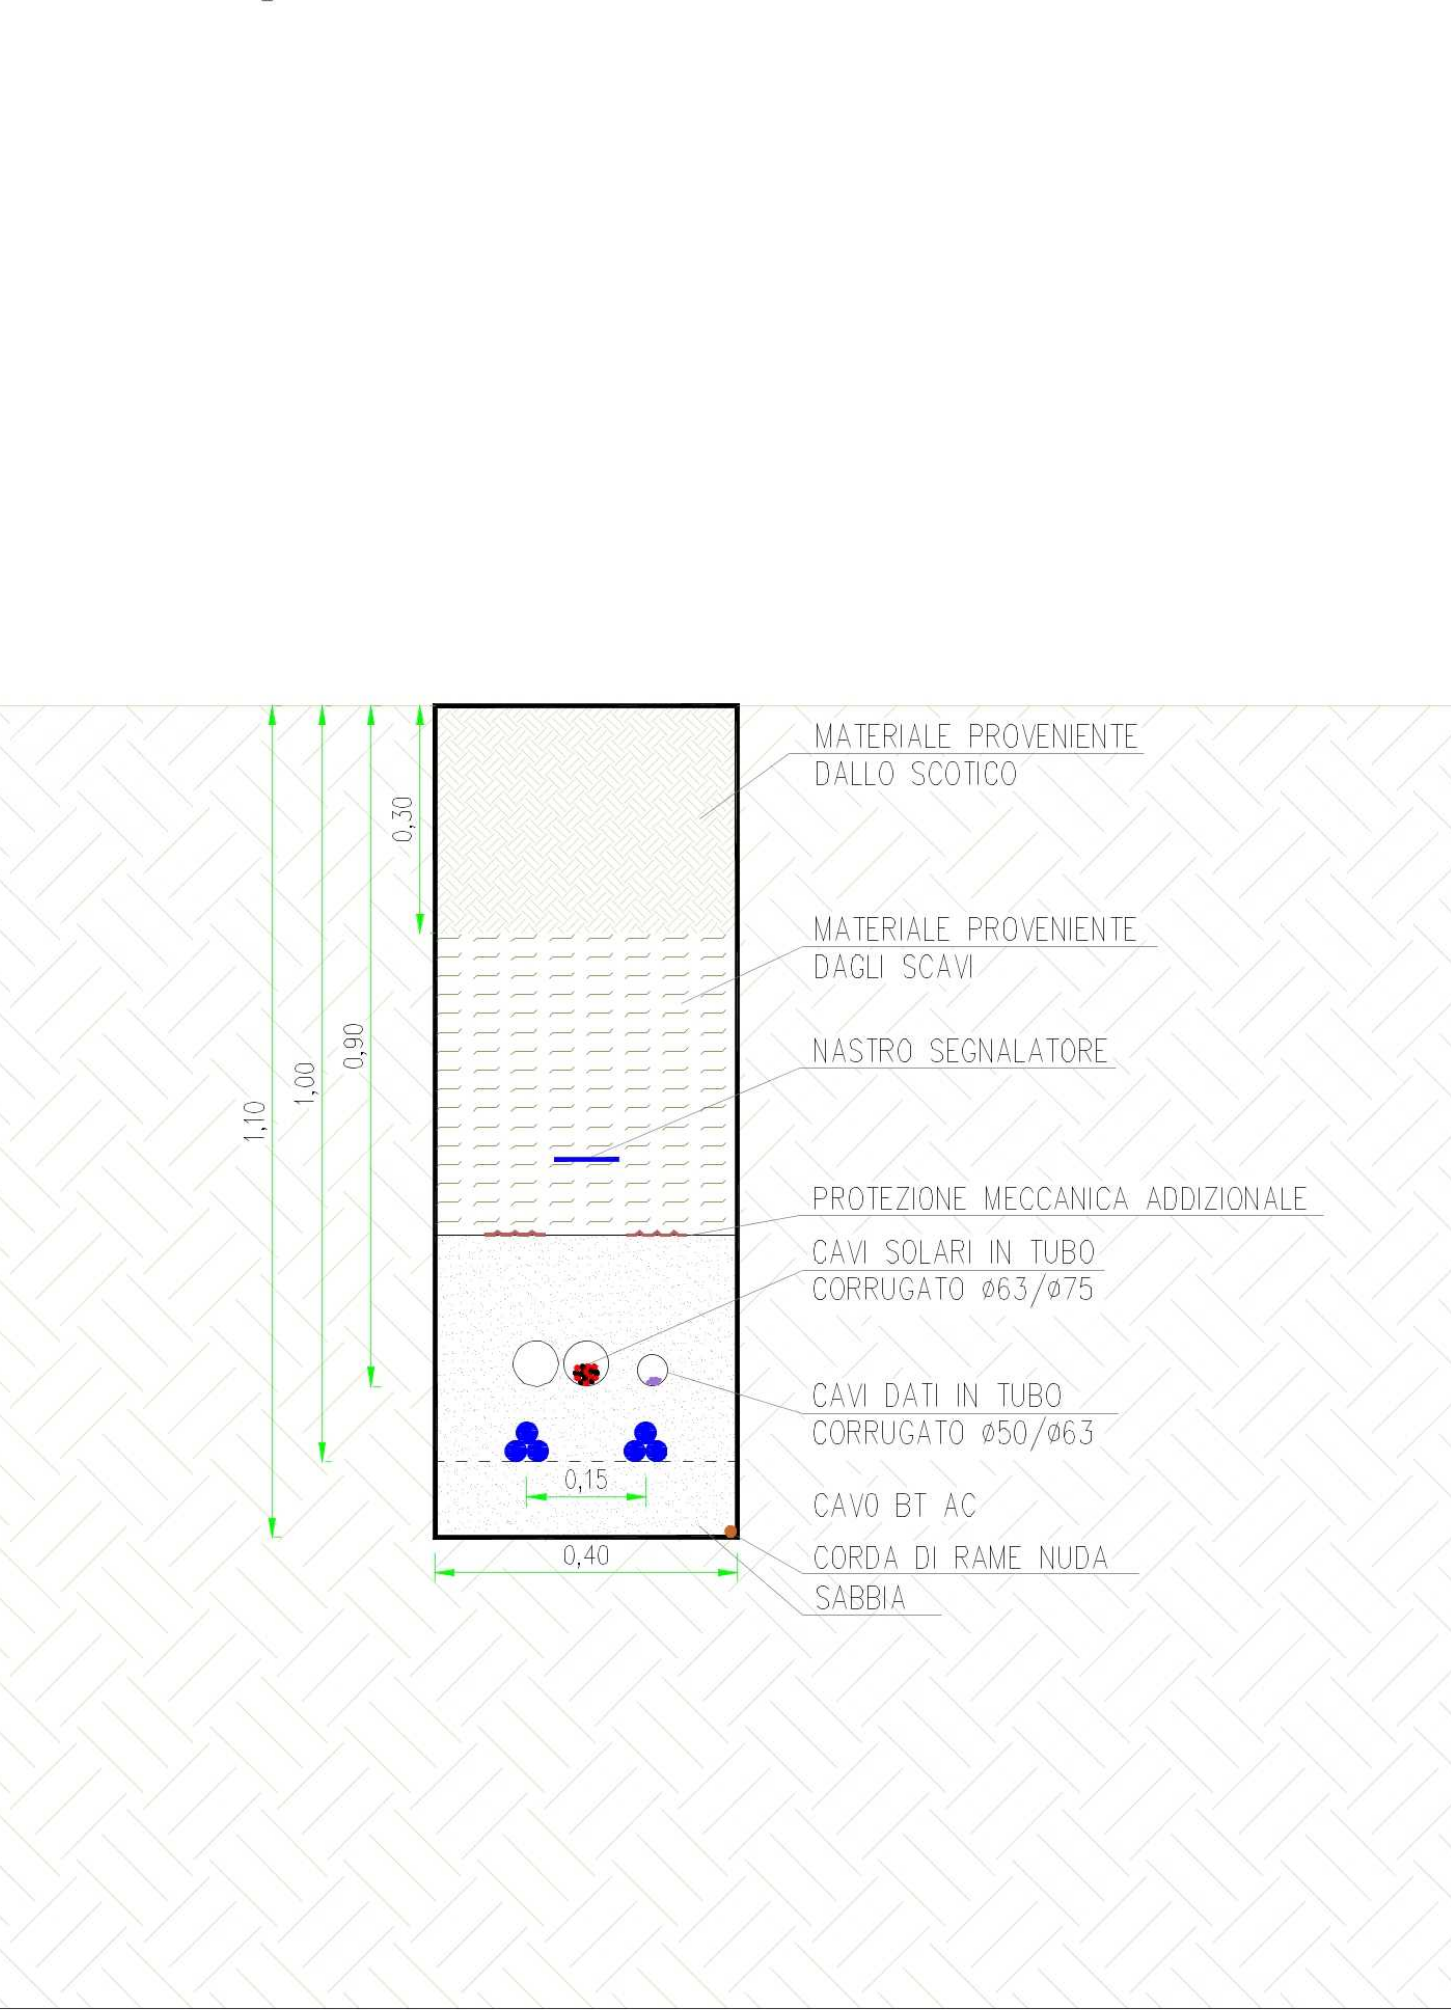 MATERIALE PROVENIENTE
DALLO SCOTICO
0,30
MATERIALE PROVENIENTE
DAGLI SCAVI
0,90
NASTRO SEGNALATORE
1,00
1,10
PROTEZIONE MECCANICA ADDIZIONALE
CAVI SOLARI IN TUBO
CORRUGATO ø63/ø75
CAVI DATI IN TUBO
CORRUGATO ø50/ø63
0,15
CAVO BT AC
0,40
CORDA DI RAME NUDA
SABBIA